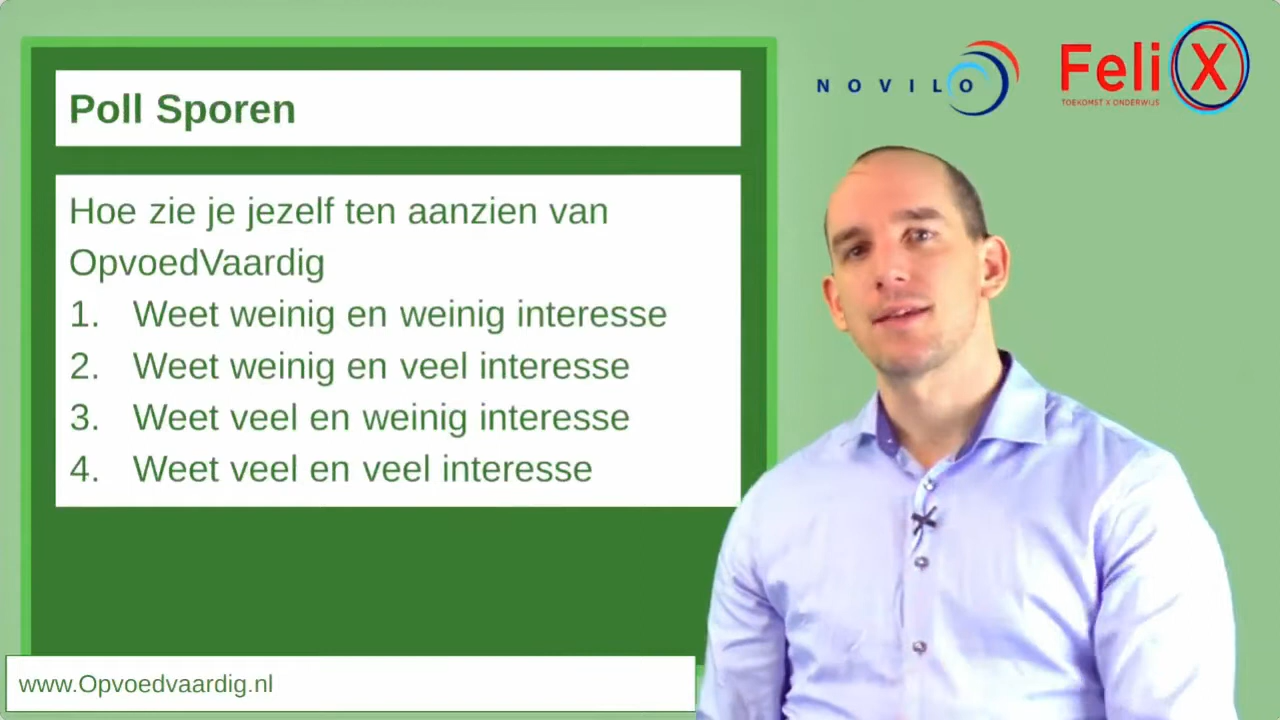 Poll Sporen
Hoe zie je jezelf ten aanzien van
OpvoedVaardig
1. Weet weinig en weinig interesse
2. Weet weinig en veel interesse
3. Weet veel en weinig interesse
4. Weet veel en veel interesse
www.Opvoedvaardig.nl
NOVILO
FeliX
TOEKOMST X ONDERWIJS